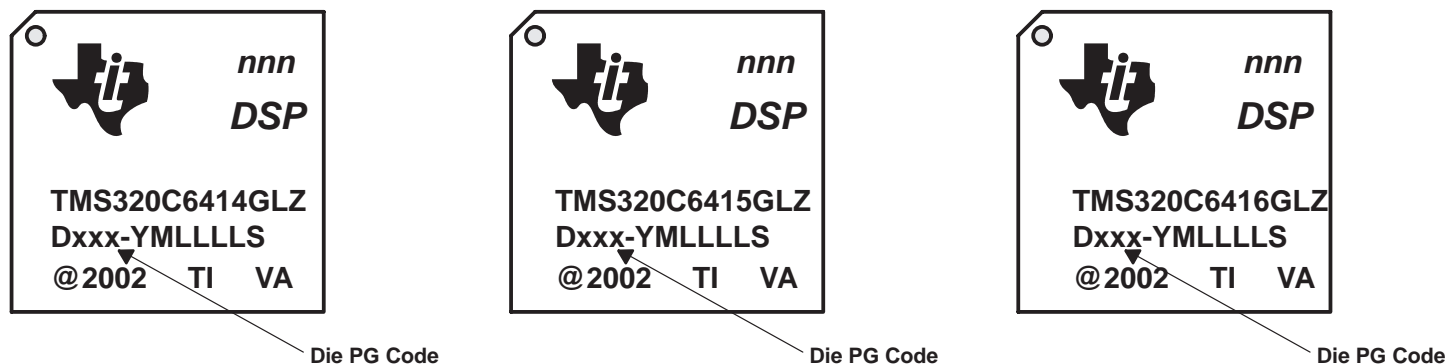 nnn
DSP
TMS320C6414GLZ
Dxxx-YMLLLLS
@2002 TI VA
Die PG Code
nnn
DSP
TMS320C6415GLZ
Dxxx-YMLLLLS
@2002 TI VA
Die PG Code
nnn
DSP
TMS320C6416GLZ
Dxxx-YMLLLLS
@2002 TI VA
Die PG Code